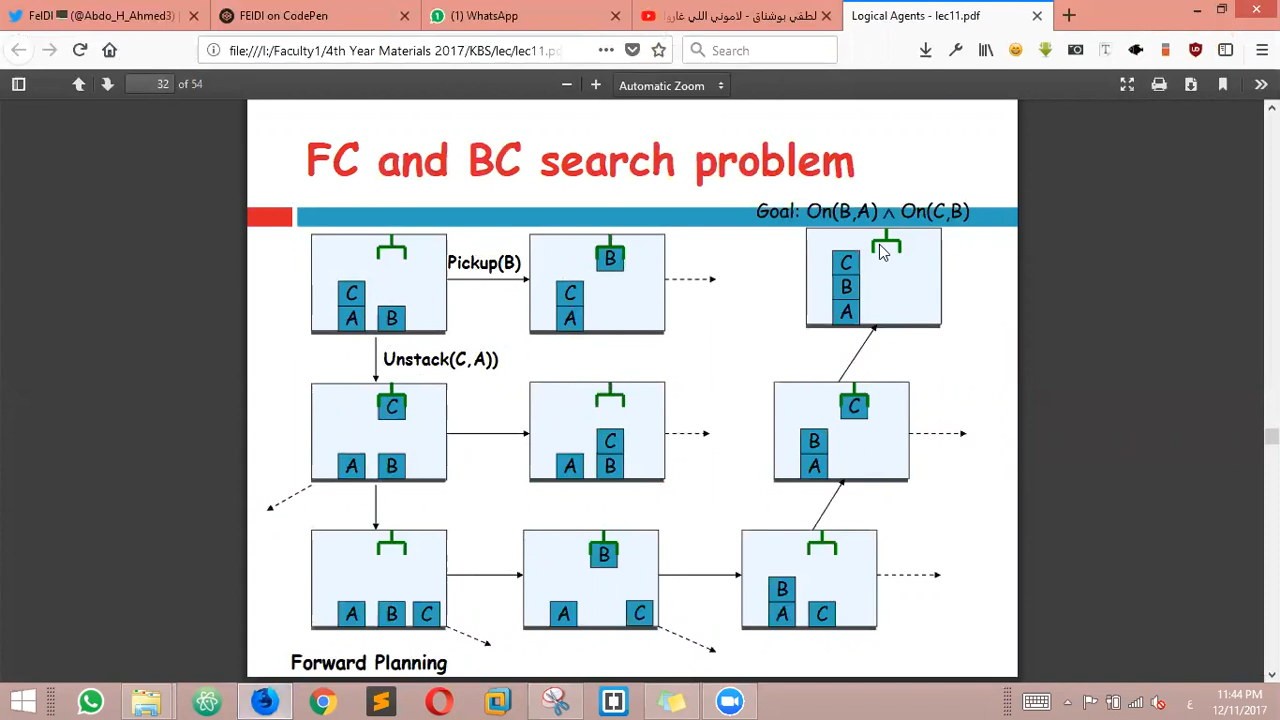 FEIDI (@Abdo_H_Ahmed3) | Tw
FEIDI on CodePen
(1) WhatsApp
لطفي بوشناق - لاموني اللي غاروا
Logical Agents - lec11.pdf
file:///I:/Faculty1/4th Year Materials 2017/KBS/lec/lec11.pd
Search
32 of 54
Automatic Zoom
FC and BC search problem
Goal: On(B,A) ∧ On(C,B)
B
C
Pickup(B)
C
C
B
A B
A
A
Unstack(C,A))
C
C
C
B
A B
A B
A
B
B
A B C
A C
A C
Forward Planning
11:44 PM
ع
12/11/2017